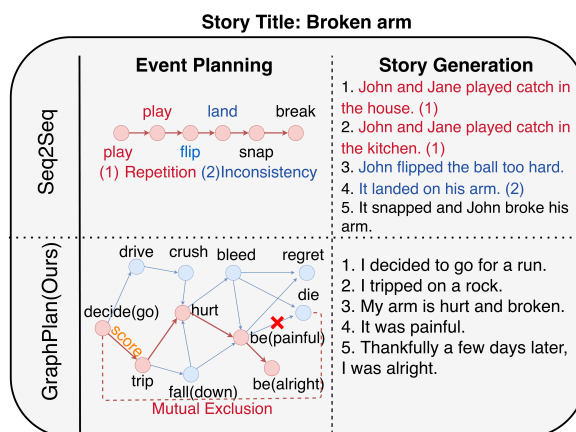 Story Title: Broken arm
Event Planning
Story Generation
Seq2Seq
play
land
break
play
flip
snap
(1) Repetition (2)Inconsistency
1. John and Jane played catch in
the house. (1)
2. John and Jane played catch in
the kitchen. (1)
3. John flipped the ball too hard.
4. It landed on his arm. (2)
5. It snapped and John broke his
arm.
GraphPlan(Ours)
drive
crush
bleed
regret
die
decide(go)
hurt
score
be(painful)
trip
fall(down)
be(alright)
Mutual Exclusion
1. I decided to go for a run.
2. I tripped on a rock.
3. My arm is hurt and broken.
4. It was painful.
5. Thankfully a few days later,
I was alright.